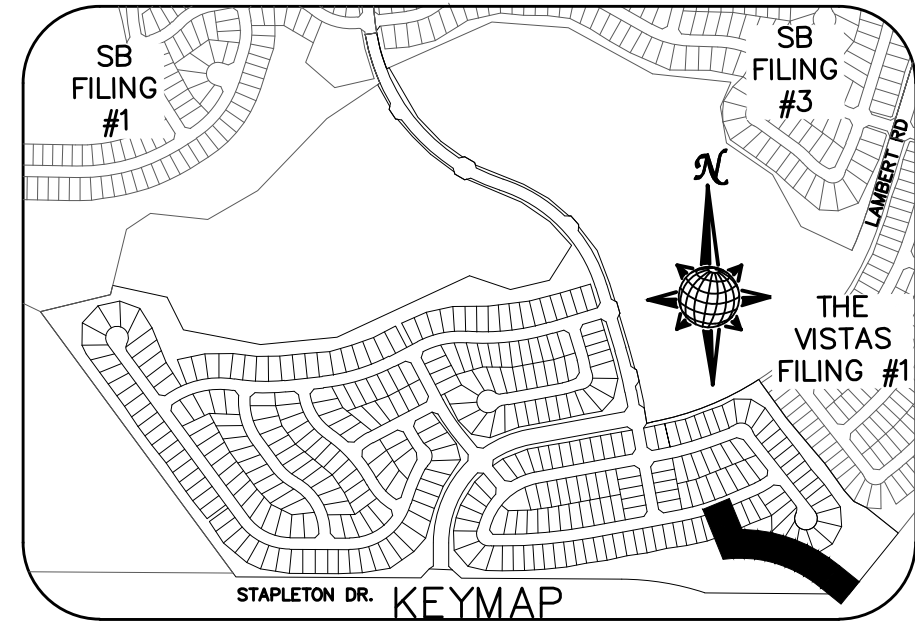 SB
FILING
#1
SB
FILING
#3
LAMBERT RD
N
THE
VISTAS
FILING #1
STAPLETON DR.
KEYMAP